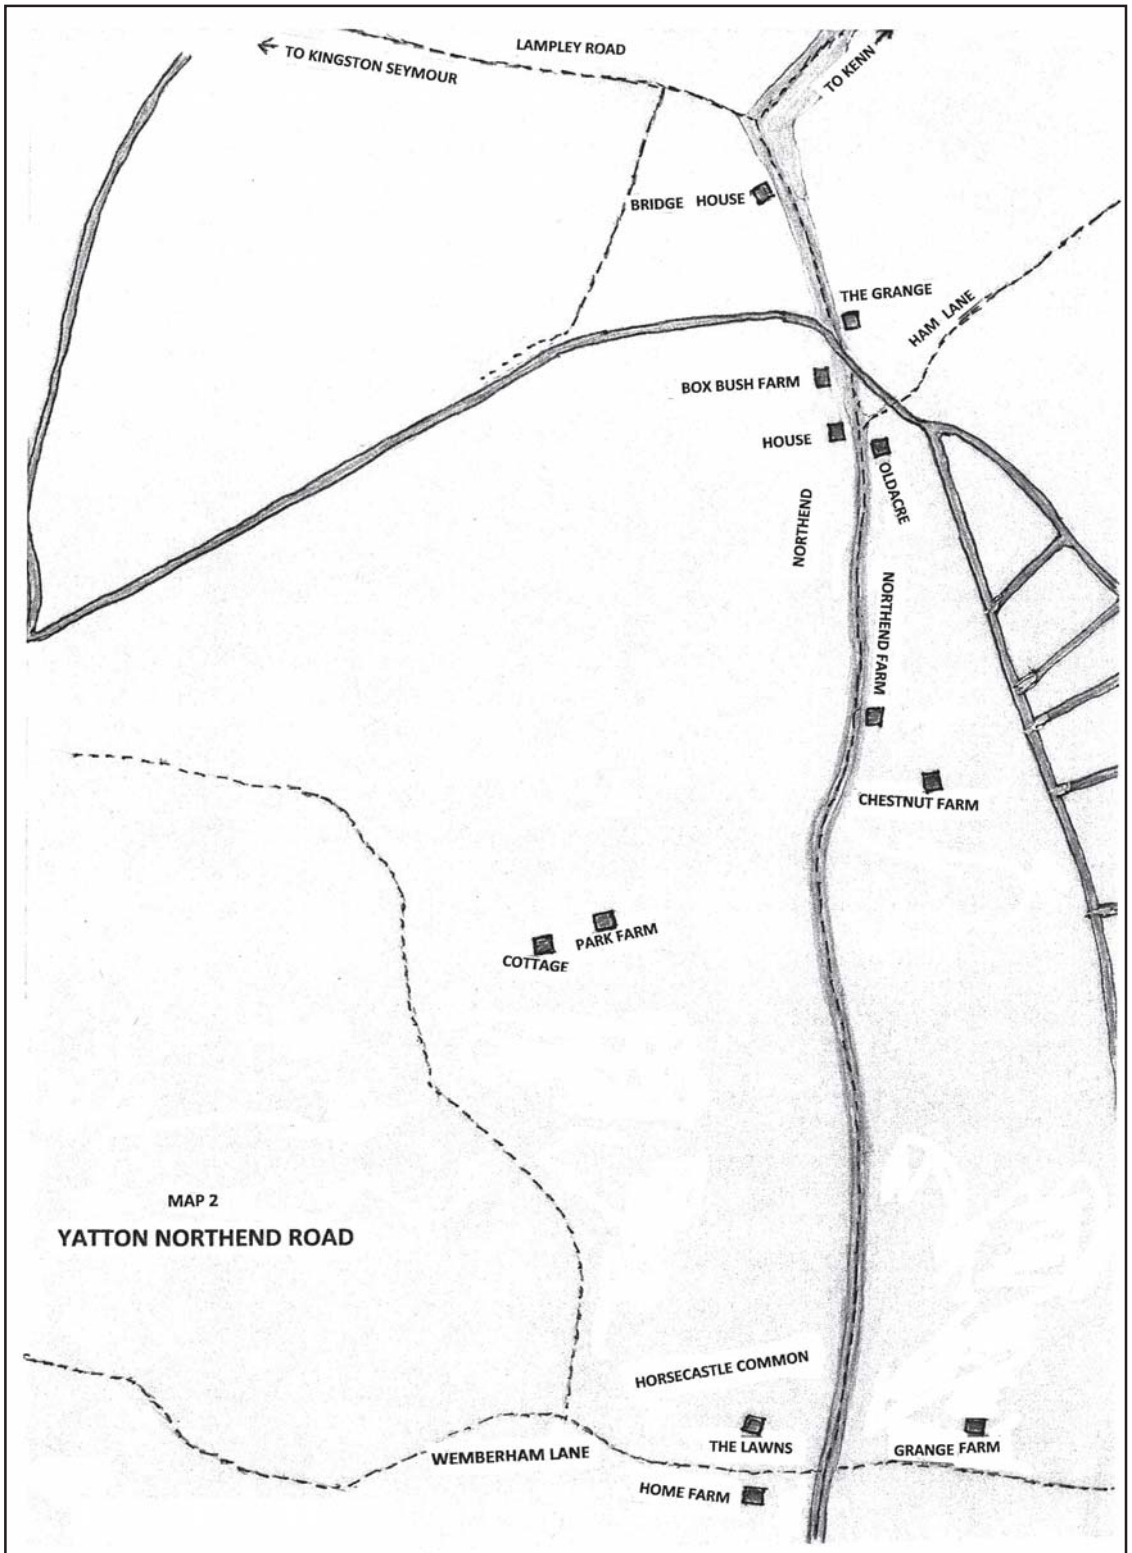 LAMPLEY ROAD
TO KINGSTON SEYMOUR
TO KENN
BRIDGE HOUSE
THE GRANGE
HAM LANE
BOX BUSH FARM
HOUSE
OLDACRE
NORTHEND
NORTHEND FARM
CHESTNUT FARM
PARK FARM
COTTAGE
MAP 2
YATTON NORTHEND ROAD
HORSECASTLE COMMON
THE LAWNS
GRANGE FARM
WEMBERHAM LANE
HOME FARM